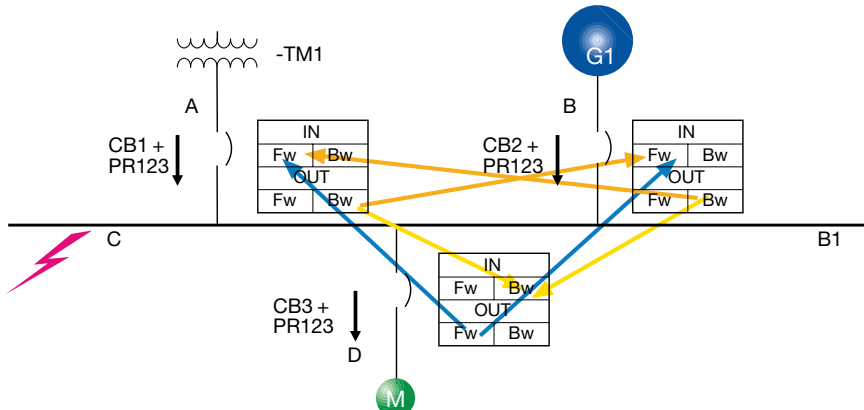 -TM1
G1
A
B
CB1 +
PR123
IN
Fw Bw
OUT
Fw Bw
CB2 +
PR123
IN
Fw Bw
OUT
Fw Bw
C
B1
CB3 +
PR123
D
IN
Fw Bw
OUT
Fw Bw
M